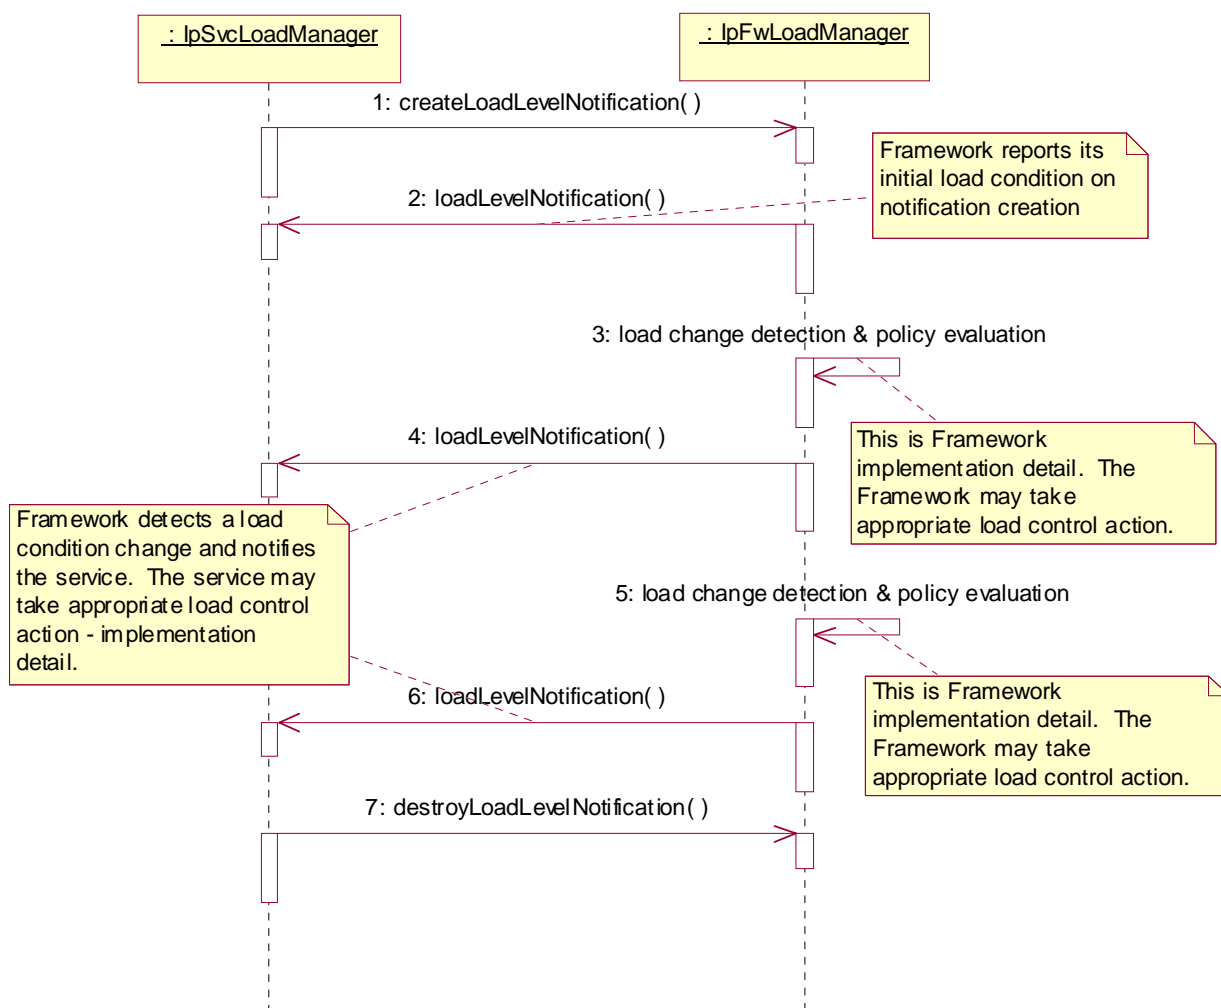 : IpSvcLoadManager
: IpFwLoadManager
1: createLoadLevelNotification( )
Framework reports its
initial load condition on
notification creation
2: loadLevelNotification( )
3: load change detection & policy evaluation
This is Framework
implementation detail.  The
Framework may take
appropriate load control action.
4: loadLevelNotification( )
Framework detects a load
condition change and notifies
the service.  The service may
take appropriate load control
action - implementation
detail.
5: load change detection & policy evaluation
This is Framework
implementation detail.  The
Framework may take
appropriate load control action.
6: loadLevelNotification( )
7: destroyLoadLevelNotification( )